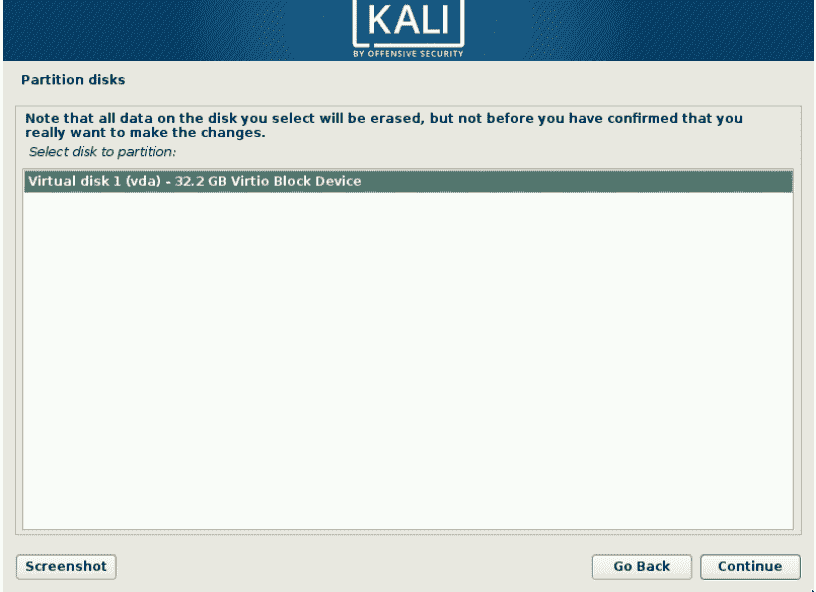 KALI
BY OFFENSIVE SECURITY
Partition disks
Note that all data on the disk you select will be erased, but not before you have confirmed that you
really want to make the changes.
Select disk to partition:
Virtual disk 1 (vda) - 32.2 GB Virtio Block Device
Screenshot
Go Back
Continue